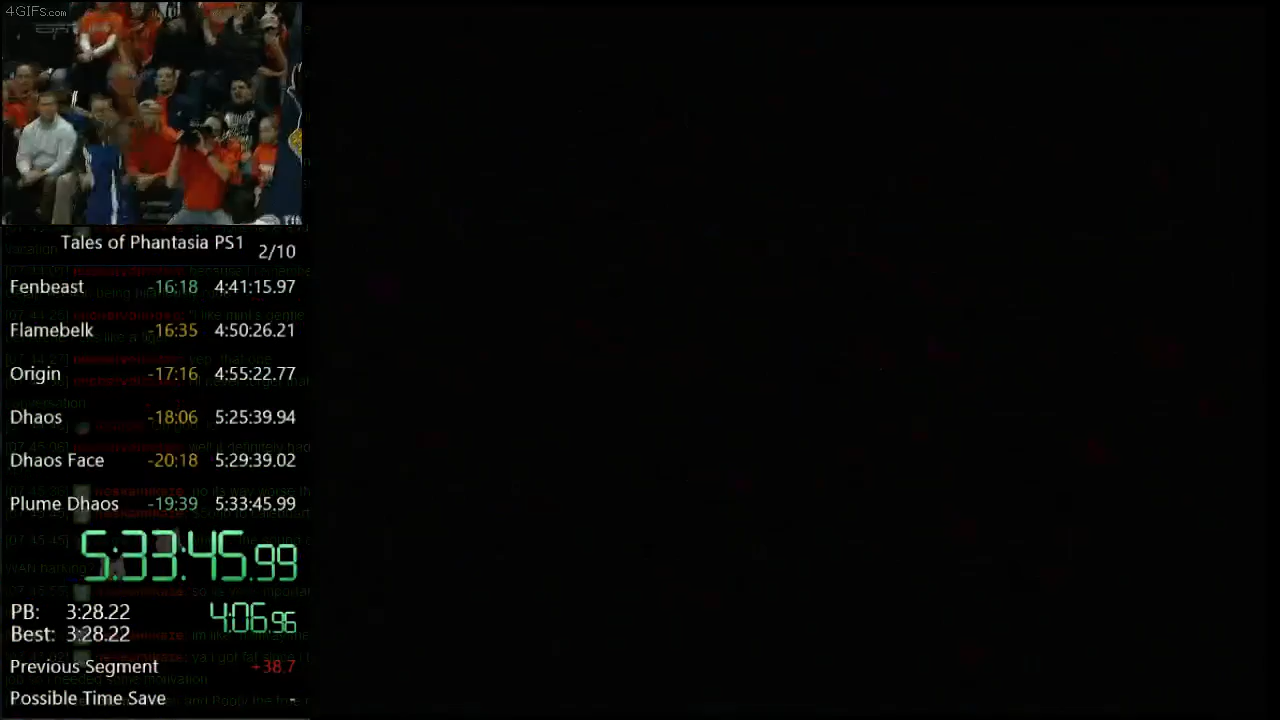 4GIFs.com
Tales of Phantasia PS1
2/10
Fenbeast -16:18 4:41:15.97
Flamebelk -16:35 4:50:26.21
Origin -17:16 4:55:22.77
Dhaos -18:06 5:25:39.94
Dhaos Face -20:18 5:29:39.02
Plume Dhaos -19:39 5:33:45.99
5:33:45.99
PB: 3:28.22 4:06.96
Best: 3:28.22
Previous Segment +38.7
Possible Time Save -